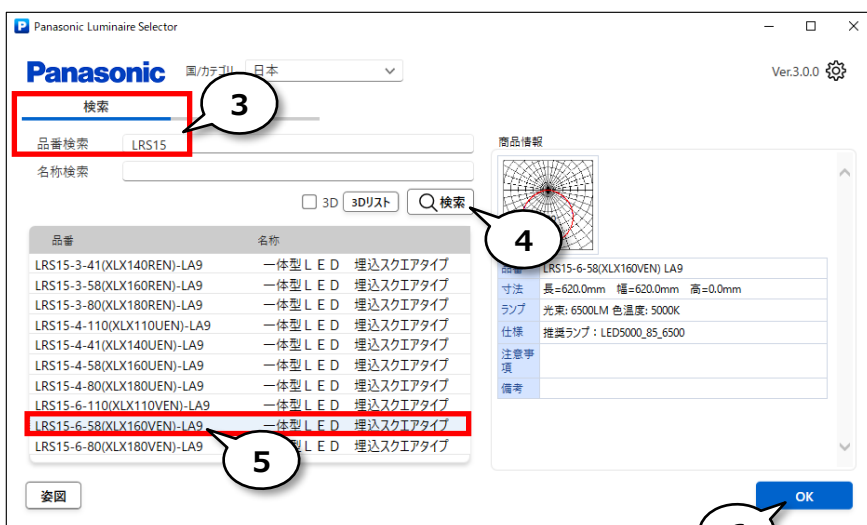 Panasonic Luminaire Selector
Panasonic
国/カテゴリ 日本
Ver.3.0.0
検索
3
品番検索 LRS15
名称検索
3D 3Dリスト 検索
4
品番 名称
LRS15-3-41(XLX140REN)-LA9 一体型ＬＥＤ 埋込スクエアタイプ
LRS15-3-58(XLX160REN)-LA9 一体型ＬＥＤ 埋込スクエアタイプ
LRS15-3-80(XLX180REN)-LA9 一体型ＬＥＤ 埋込スクエアタイプ
LRS15-4-110(XLX110UEN)-LA9 一体型ＬＥＤ 埋込スクエアタイプ
LRS15-4-41(XLX140UEN)-LA9 一体型ＬＥＤ 埋込スクエアタイプ
LRS15-4-58(XLX160UEN)-LA9 一体型ＬＥＤ 埋込スクエアタイプ
LRS15-4-80(XLX180UEN)-LA9 一体型ＬＥＤ 埋込スクエアタイプ
LRS15-6-110(XLX110VEN)-LA9 一体型ＬＥＤ 埋込スクエアタイプ
LRS15-6-58(XLX160VEN)-LA9 一体型ＬＥＤ 埋込スクエアタイプ
LRS15-6-80(XLX180VEN)-LA9 型ＬＥＤ 埋込スクエアタイプ
5
姿図
商品情報
品番 LRS15-6-58(XLX160VEN) LA9
寸法 長=620.0mm 幅=620.0mm 高=0.0mm
ランプ 光束: 6500LM 色温度: 5000K
仕様 推奨ランプ：LED5000_85_6500
注意事
項
備考
OK